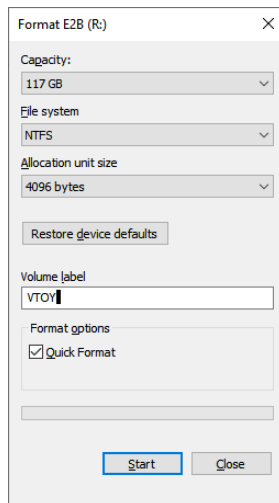 Format E2B (R:)
Capacity:
117 GB
File system
NTFS
Allocation unit size
4096 bytes
Restore device defaults
Volume label
VTOY
Format options
Quick Format
Start
Close